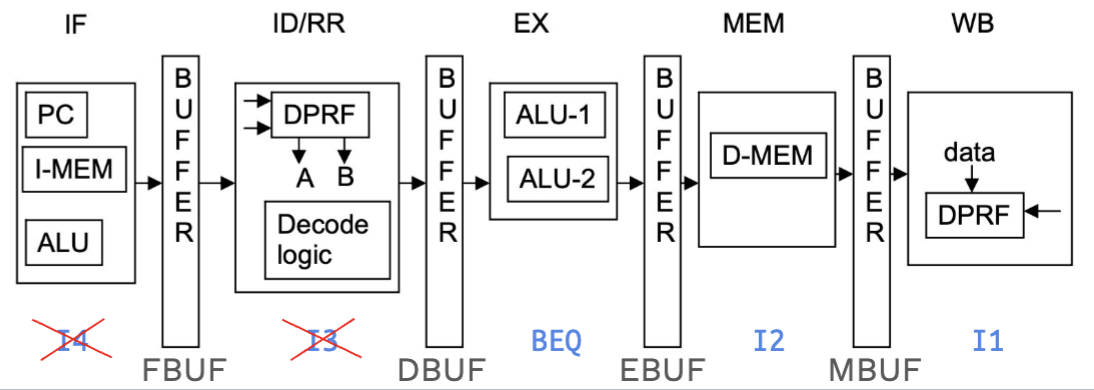 IF
ID/RR
EX
MEM
WB
PC
I-MEM
ALU
BUFFER
DPRF
A B
Decode
logic
BUFFER
ALU-1
ALU-2
BUFFER
D-MEM
BUFFER
data
DPRF
I4
I3
BEQ
I2
I1
FBUF
DBUF
EBUF
MBUF